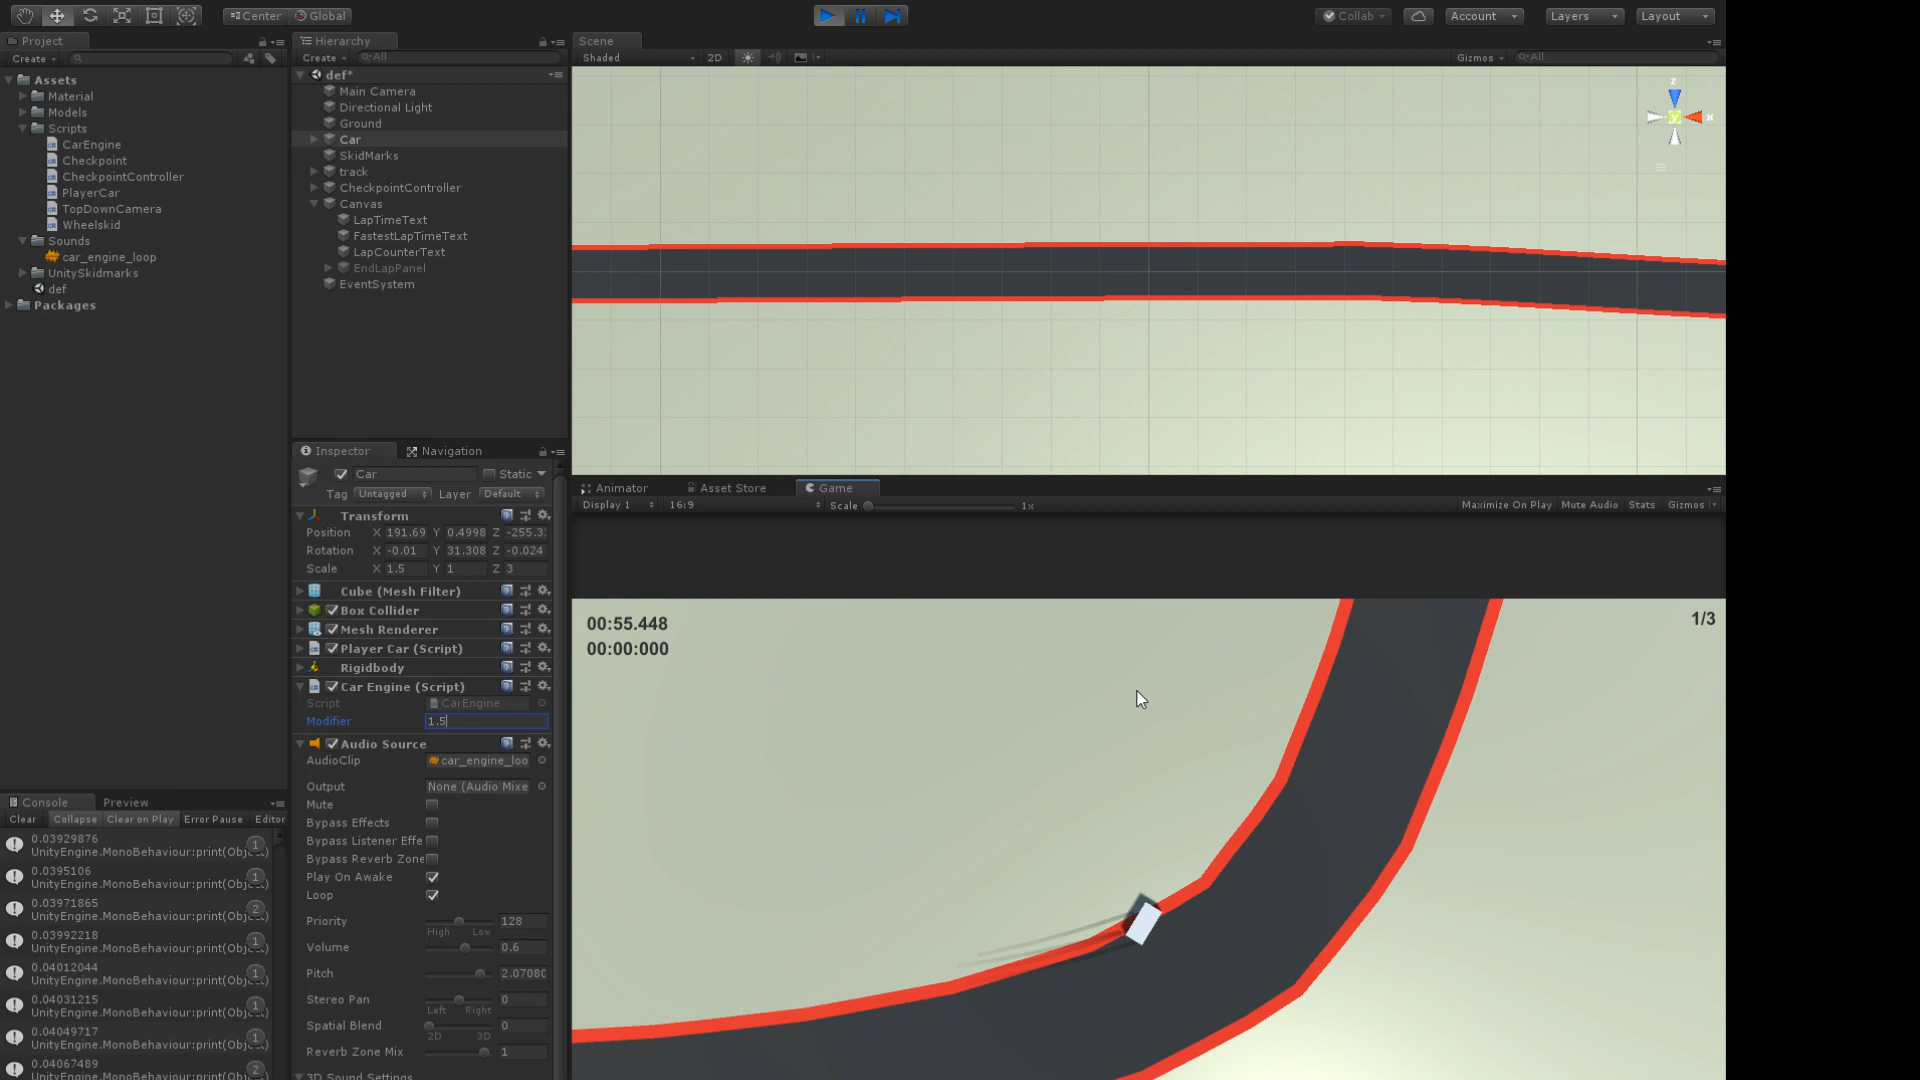 Center Global
Collab Account Layers Layout
Project
Create
Assets
Material
Models
Scripts
CarEngine
Checkpoint
CheckpointController
PlayerCar
TopDownCamera
Wheelskid
Sounds
car_engine_loop
UnitySkidmarks
def
Packages
Hierarchy
Create All
def*
Main Camera
Directional Light
Ground
Car
SkidMarks
track
CheckpointController
Canvas
LapTimeText
FastestLapTimeText
LapCounterText
EndLapPanel
EventSystem
Scene
Shaded 2D Gizmos All
z
y x
Inspector Navigation
Car Static
Tag Untagged Layer Default
Transform
Position X 191.69 Y 0.4998 Z -255.3
Rotation X -0.01 Y 31.308 Z -0.024
Scale X 1.5 Y 1 Z 3
Cube (Mesh Filter)
Box Collider
Mesh Renderer
Player Car (Script)
Rigidbody
Car Engine (Script)
Script CarEngine
Modifier 1.5
Audio Source
AudioClip car_engine_loo
Output None (Audio Mixe
Mute
Bypass Effects
Bypass Listener Effe
Bypass Reverb Zone
Play On Awake
Loop
Priority 128
High Low
Volume 0.6
Pitch 2.0708
Stereo Pan 0
Left Right
Spatial Blend 0
2D 3D
Reverb Zone Mix 1
3D Sound Settings
Animator Asset Store Game
Display 1 16:9 Scale 1x Maximize On Play Mute Audio Stats Gizmos
00:55.448
00:00:000
1/3
Console Preview
Clear Collapse Clear on Play Error Pause Editor
0.03929876 1
UnityEngine.MonoBehaviour:print(Object)
0.0395106 1
UnityEngine.MonoBehaviour:print(Object)
0.03971865 2
UnityEngine.MonoBehaviour:print(Object)
0.03992218 1
UnityEngine.MonoBehaviour:print(Object)
0.04012044 1
UnityEngine.MonoBehaviour:print(Object)
0.04031215 1
UnityEngine.MonoBehaviour:print(Object)
0.04049717 1
UnityEngine.MonoBehaviour:print(Object)
0.04067489 2
UnityEngine.MonoBehaviour:print(Object)